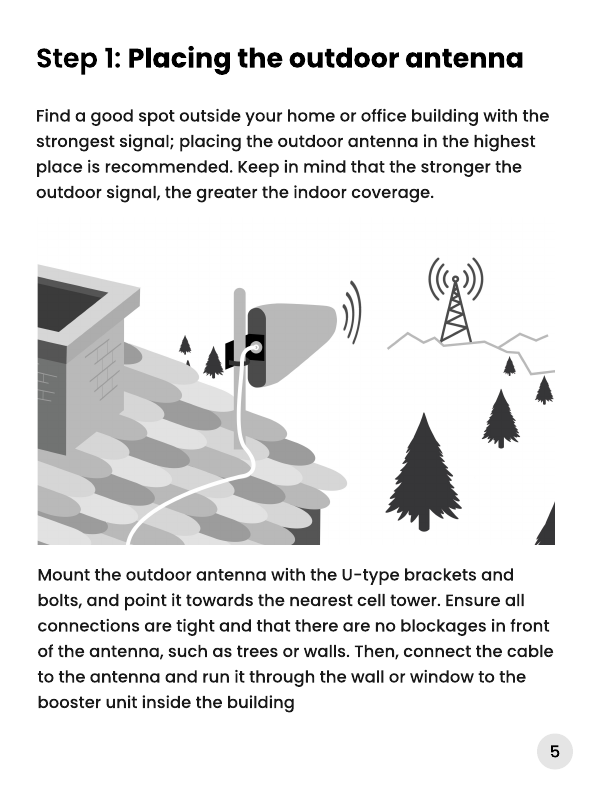 Step 1: Placing the outdoor antenna
Find a good spot outside your home or office building with the
strongest signal; placing the outdoor antenna in the highest
place is recommended. Keep in mind that the stronger the
outdoor signal, the greater the indoor coverage.
Mount the outdoor antenna with the U-type brackets and
bolts, and point it towards the nearest cell tower. Ensure all
connections are tight and that there are no blockages in front
of the antenna, such as trees or walls. Then, connect the cable
to the antenna and run it through the wall or window to the
booster unit inside the building
5